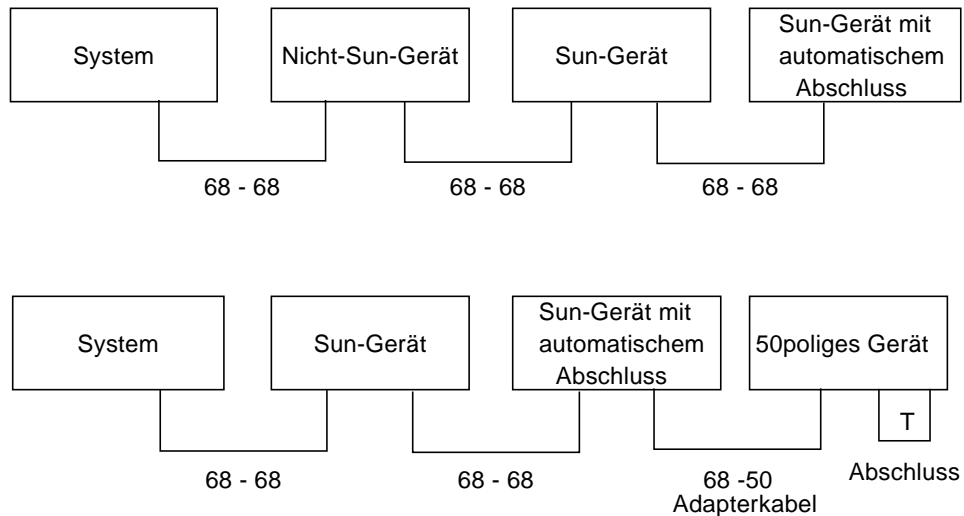 System
Nicht-Sun-Gerät
Sun-Gerät
Sun-Gerät mit
automatischem
Abschluss
68 - 68
68 - 68
68 - 68
System
Sun-Gerät
Sun-Gerät mit
automatischem
Abschluss
50poliges Gerät
T
68 - 68
68 - 68
68 -50
Adapterkabel
Abschluss